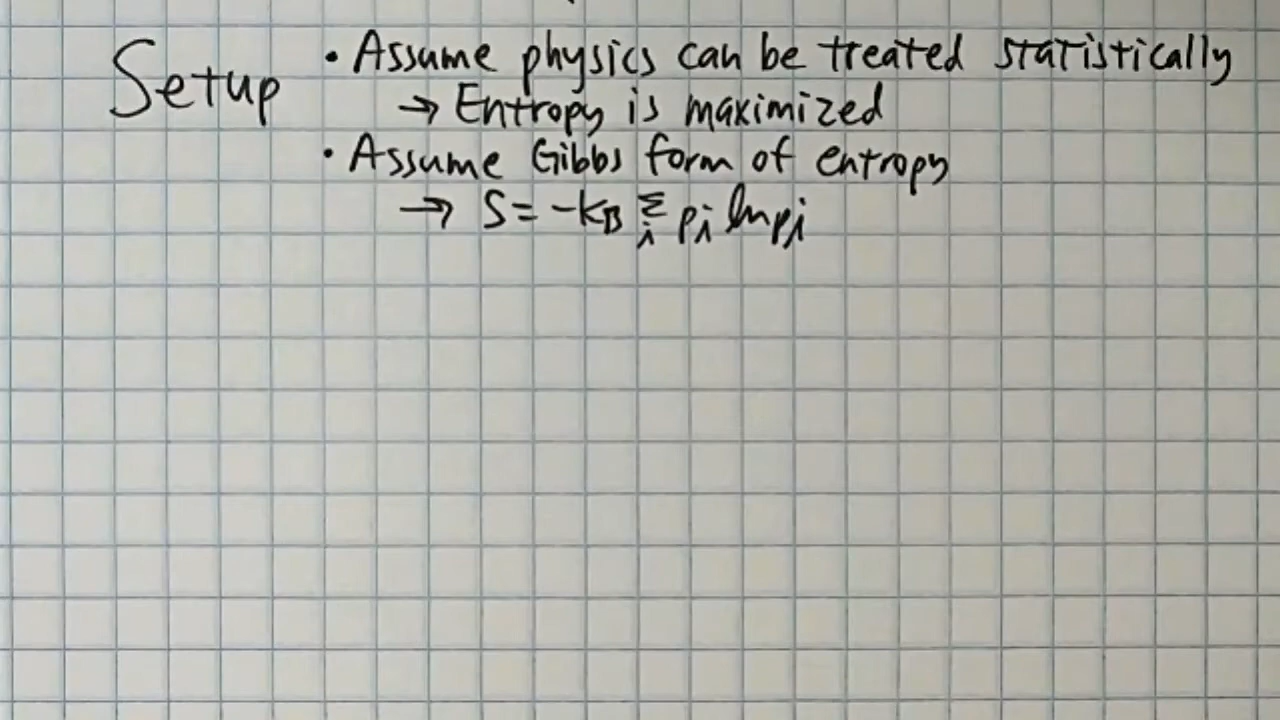 Setup
• Assume physics can be treated statistically
→ Entropy is maximized
• Assume Gibbs form of entropy
→ S = -k_B Σ_i p_i ln p_i